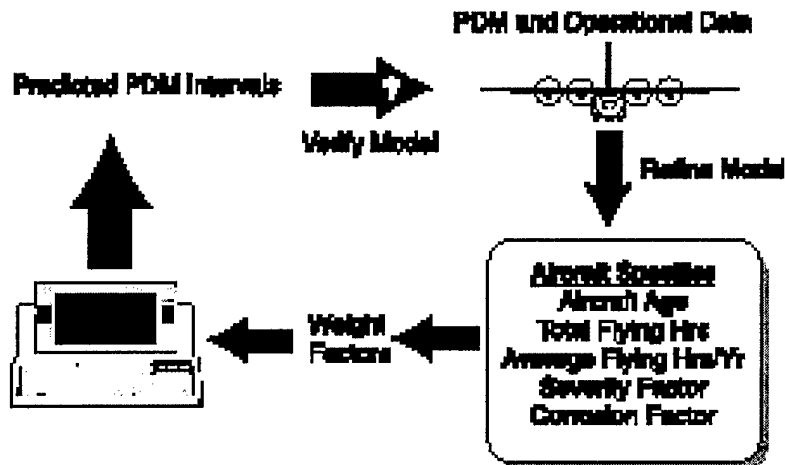 PDM and Operational Data
Predicted PDM Intervals
Verify Model
Refine Model
Aircraft Specifics
Aircraft Age
Total Flying Hrs
Average Flying Hrs/Yr
Severity Factor
Corrosion Factor
Weight
Factors